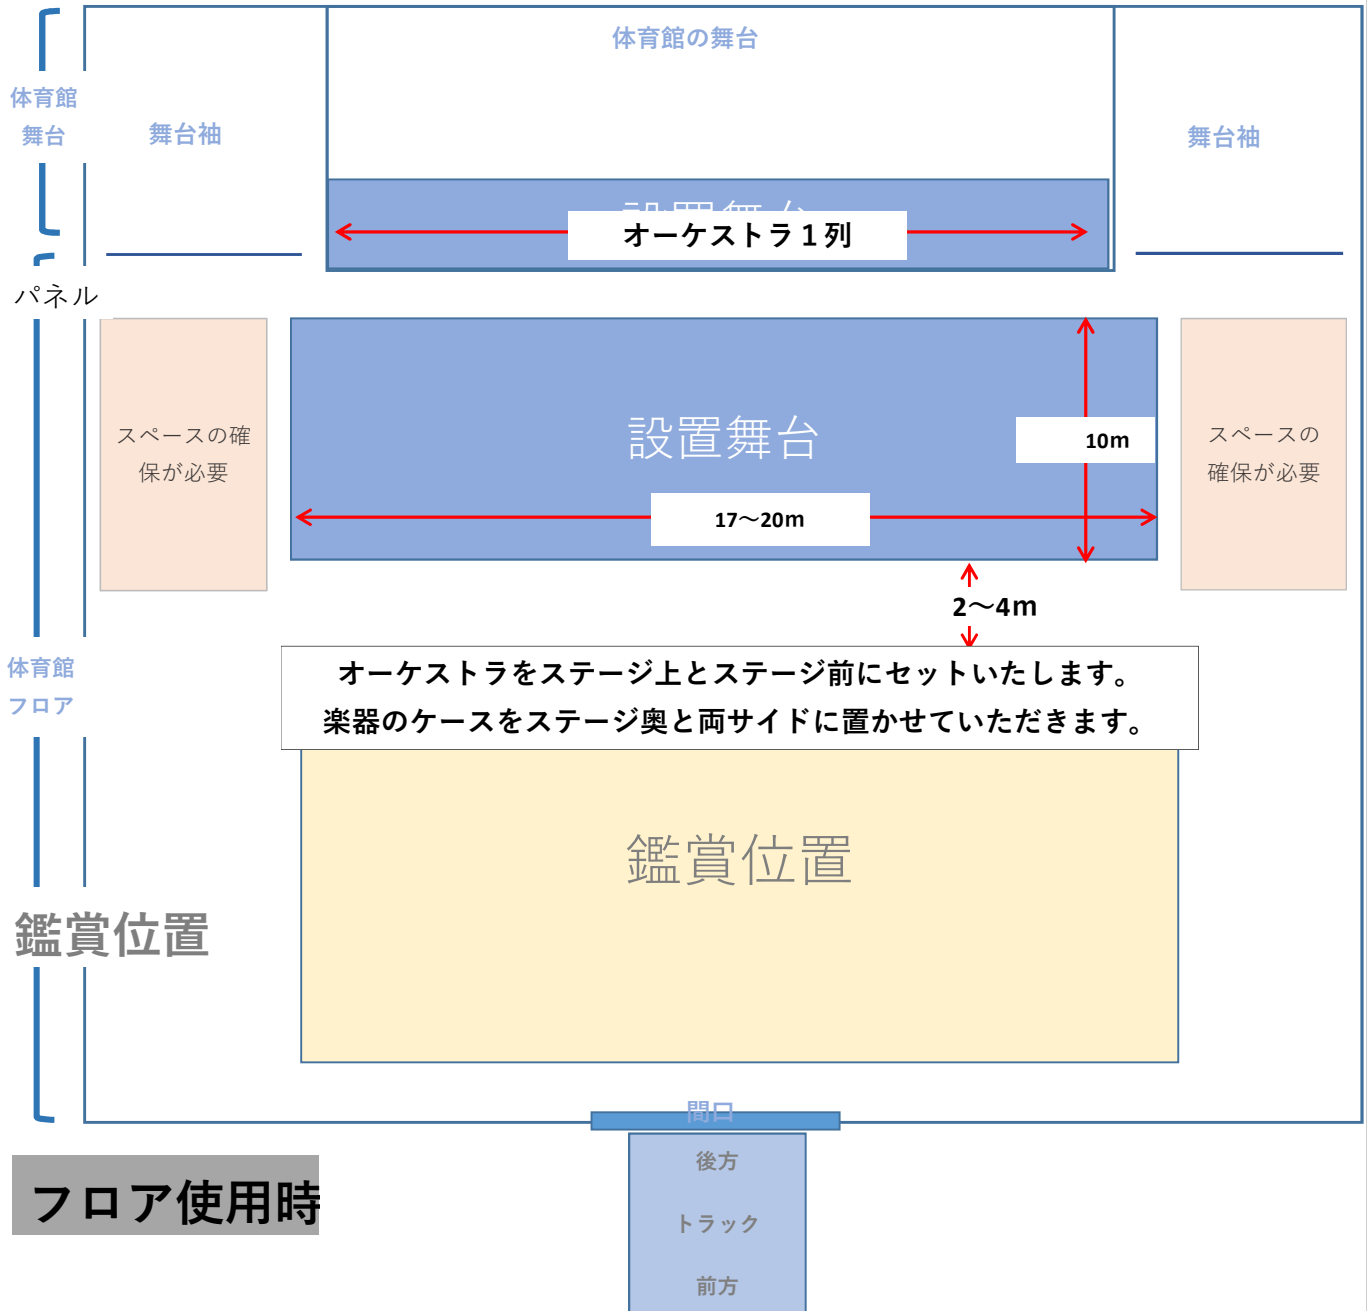 体育館の舞台
体育館
舞台
舞台袖
舞台袖
設置舞台
オーケストラ１列
パネル
スペースの確
保が必要
設置舞台
10m
17～20m
スペースの
確保が必要
2～4m
体育館
フロア
オーケストラをステージ上とステージ前にセットいたします。
楽器のケースをステージ奥と両サイドに置かせていただきます。
鑑賞位置
鑑賞位置
間口
後方
トラック
前方
フロア使用時